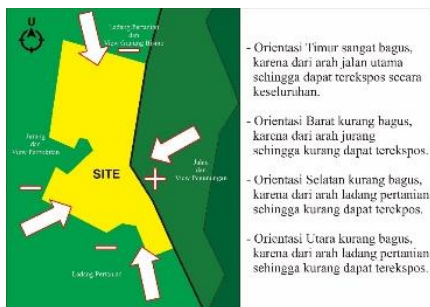 U
Ladang Pertanian
dan
View Gunung Bromo
Jurang
dan
View Permukiman
SITE
Jalan
dan
View Pegunungan
Ladang Pertanian
- Orientasi Timur sangat bagus,
karena dari arah jalan utama
sehingga dapat terekspos secara
keseluruhan.
- Orientasi Barat kurang bagus,
karena dari arah jurang
sehingga kurang dapat terekspos.
- Orientasi Selatan kurang bagus,
karena dari arah ladang pertanian
sehingga kurang dapat terekpos.
- Orientasi Utara kurang bagus,
karena dari arah ladang pertanian
sehingga kurang dapat terekspos.